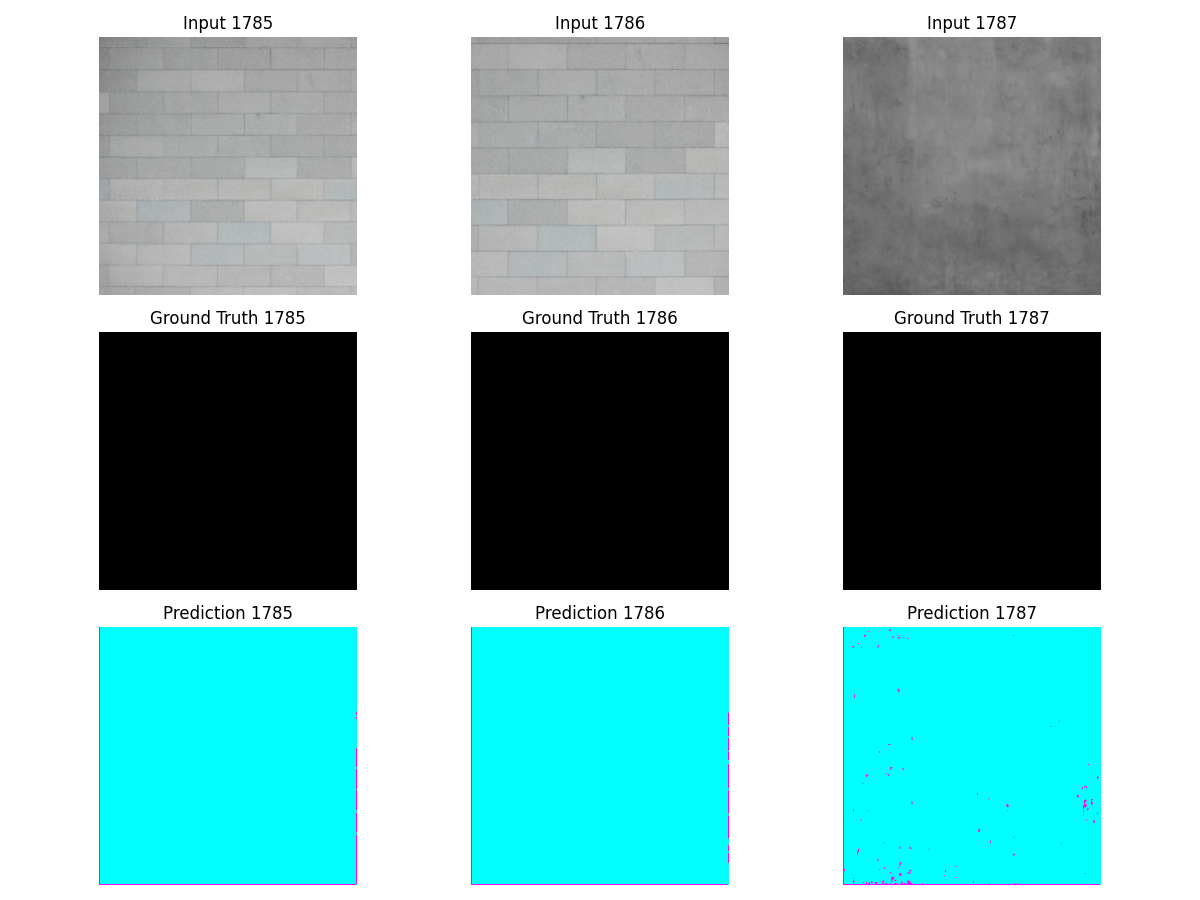 Input 1785
Input 1786
Input 1787
Ground Truth 1785
Ground Truth 1786
Ground Truth 1787
Prediction 1785
Prediction 1786
Prediction 1787